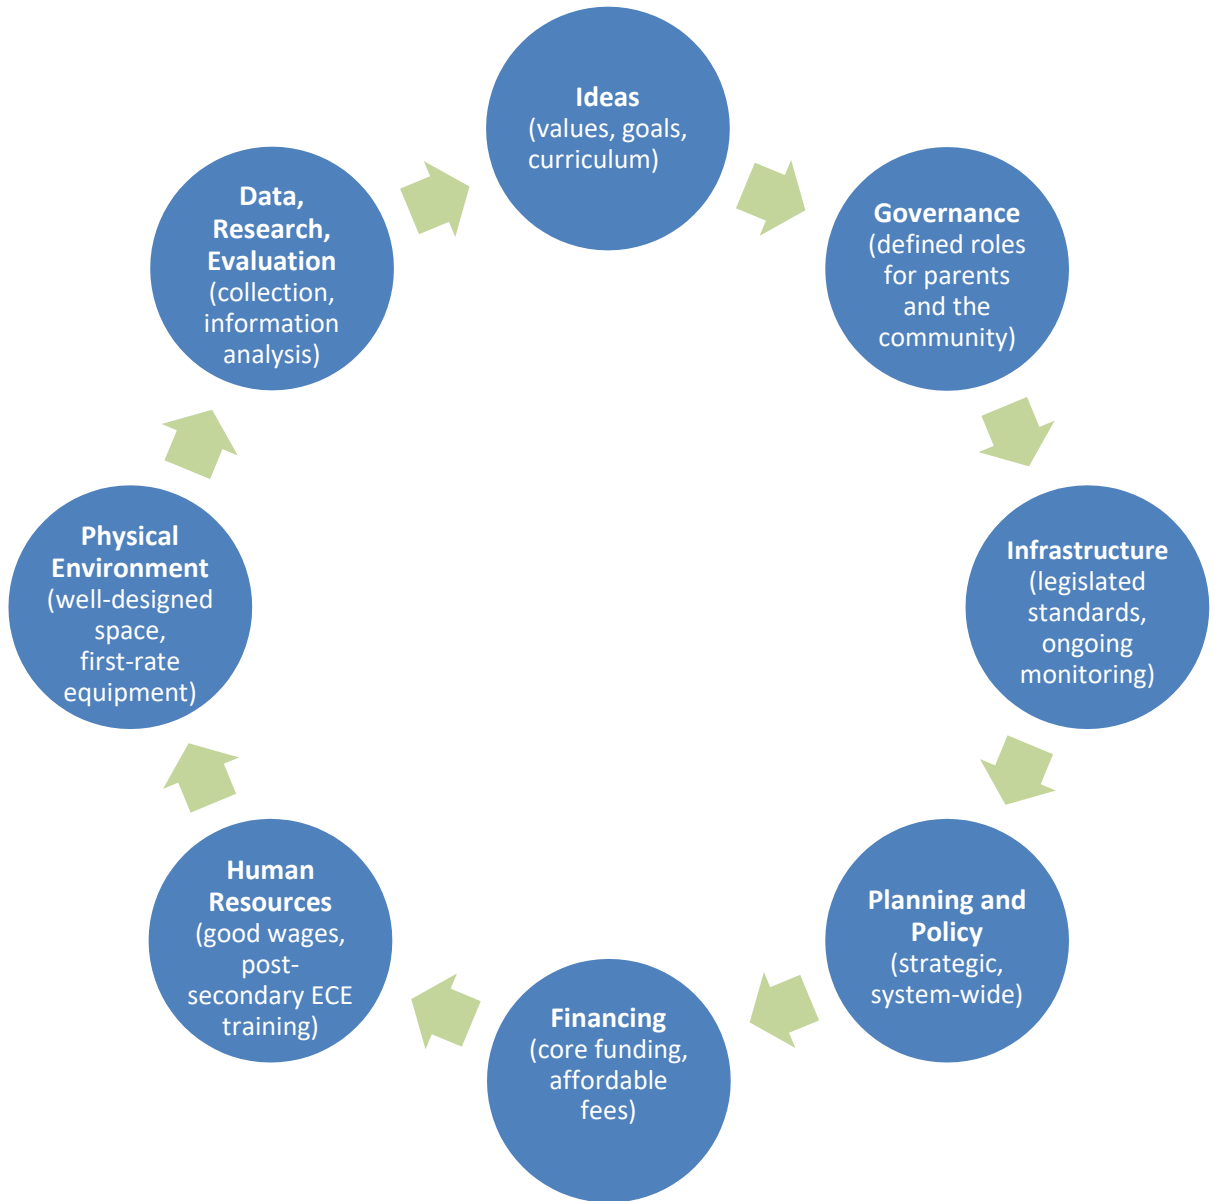 Ideas
(values, goals,
curriculum)
Governance
(defined roles
for parents
and the
community)
Infrastructure
(legislated
standards,
ongoing
monitoring)
Planning and
Policy
(strategic,
system-wide)
Financing
(core funding,
affordable
fees)
Human
Resources
(good wages,
post-
secondary ECE
training)
Physical
Environment
(well-designed
space,
first-rate
equipment)
Data,
Research,
Evaluation
(collection,
information
analysis)